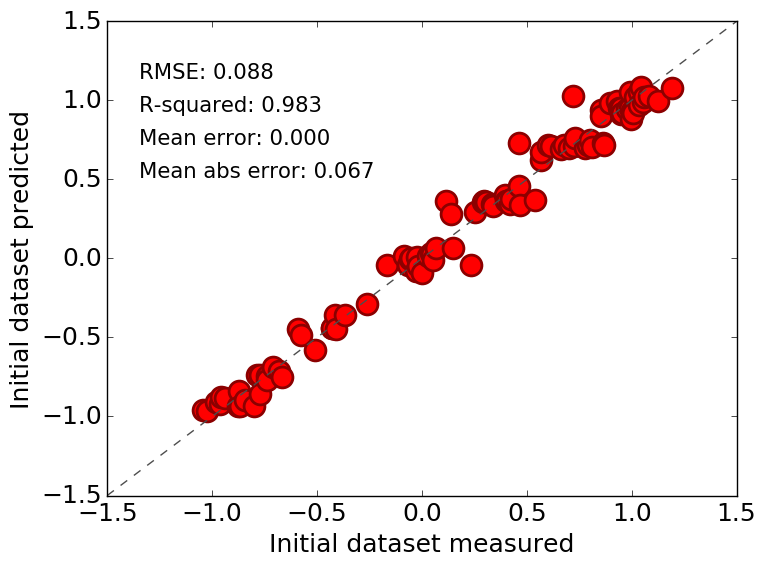 RMSE: 0.088
R-squared: 0.983
Mean error: 0.000
Mean abs error: 0.067
Initial dataset predicted
1.5
1.0
0.5
0.0
−0.5
−1.0
−1.5
−1.5 −1.0 −0.5 0.0 0.5 1.0 1.5
Initial dataset measured